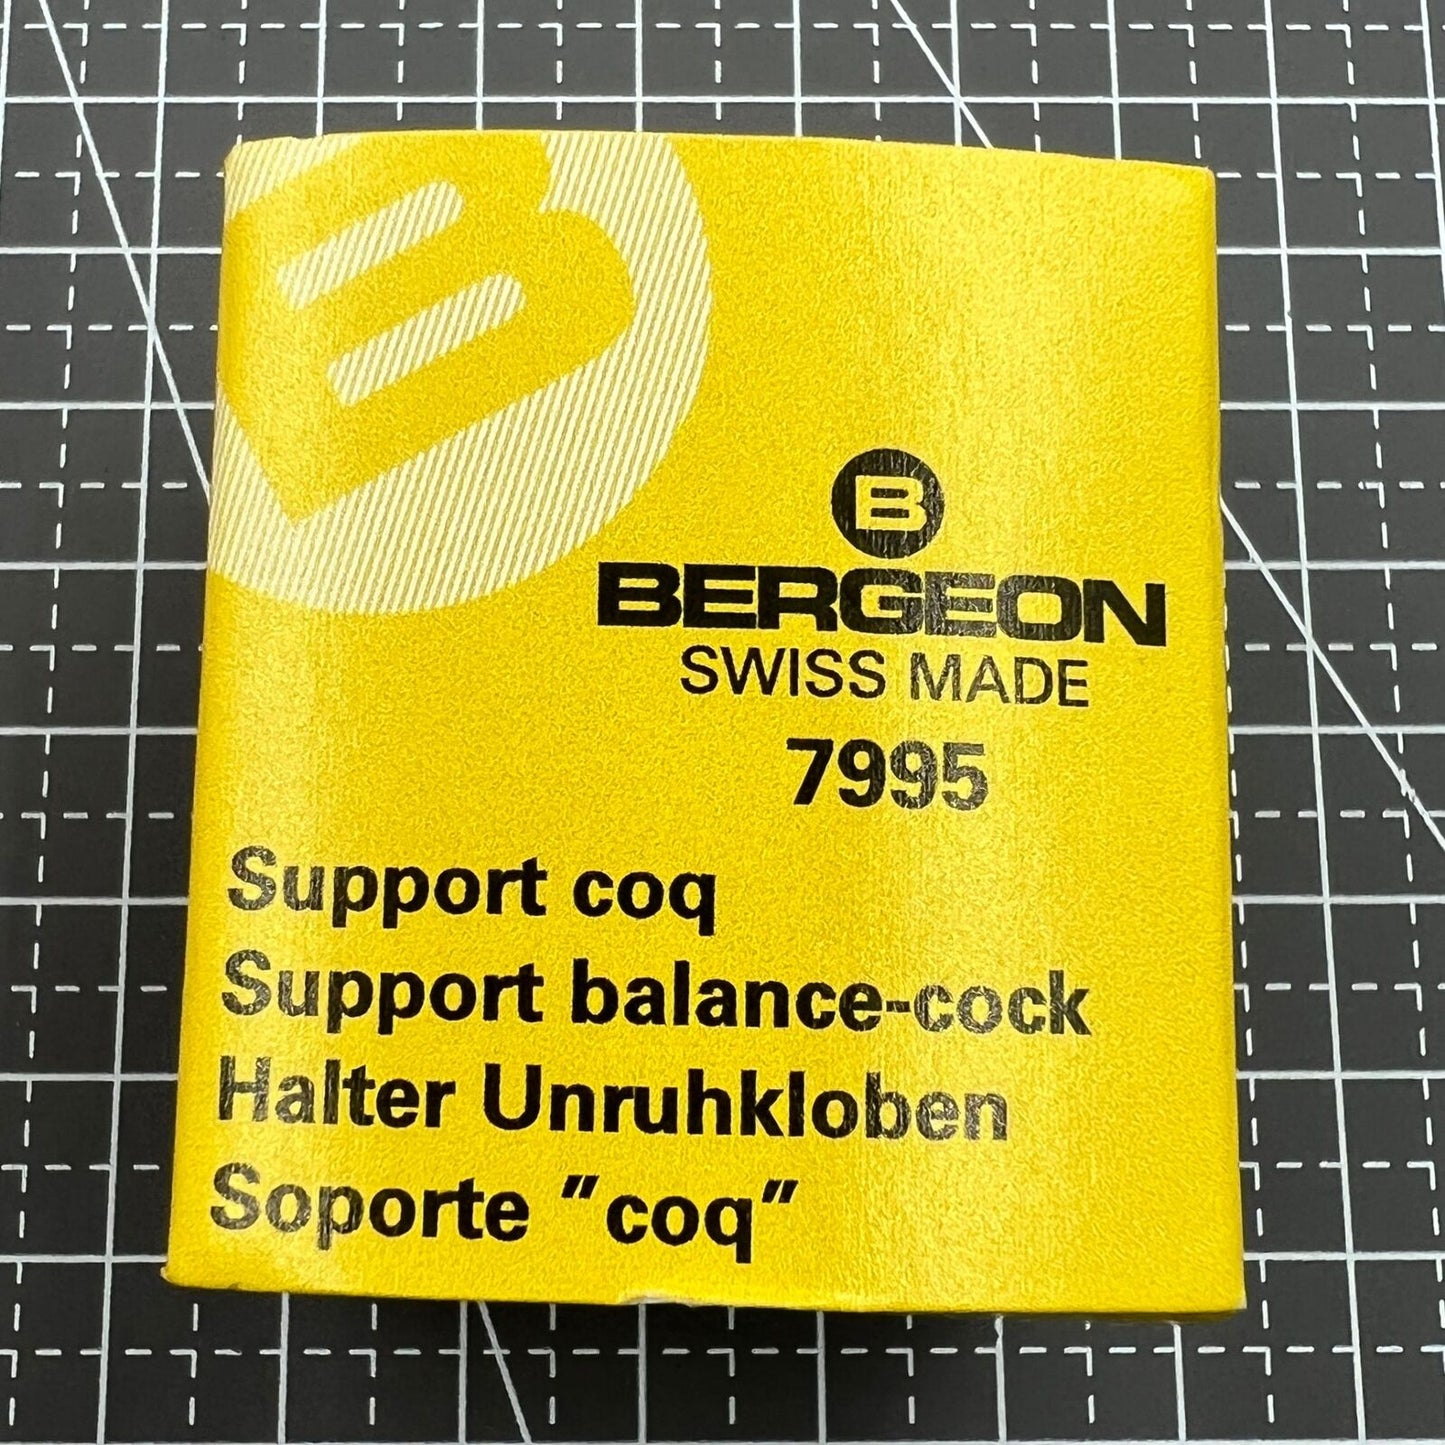 B
B
BERGEON
SWISS MADE
7995
Support coq
Support balance-cock
Halter Unruhkloben
Soporte "coq"